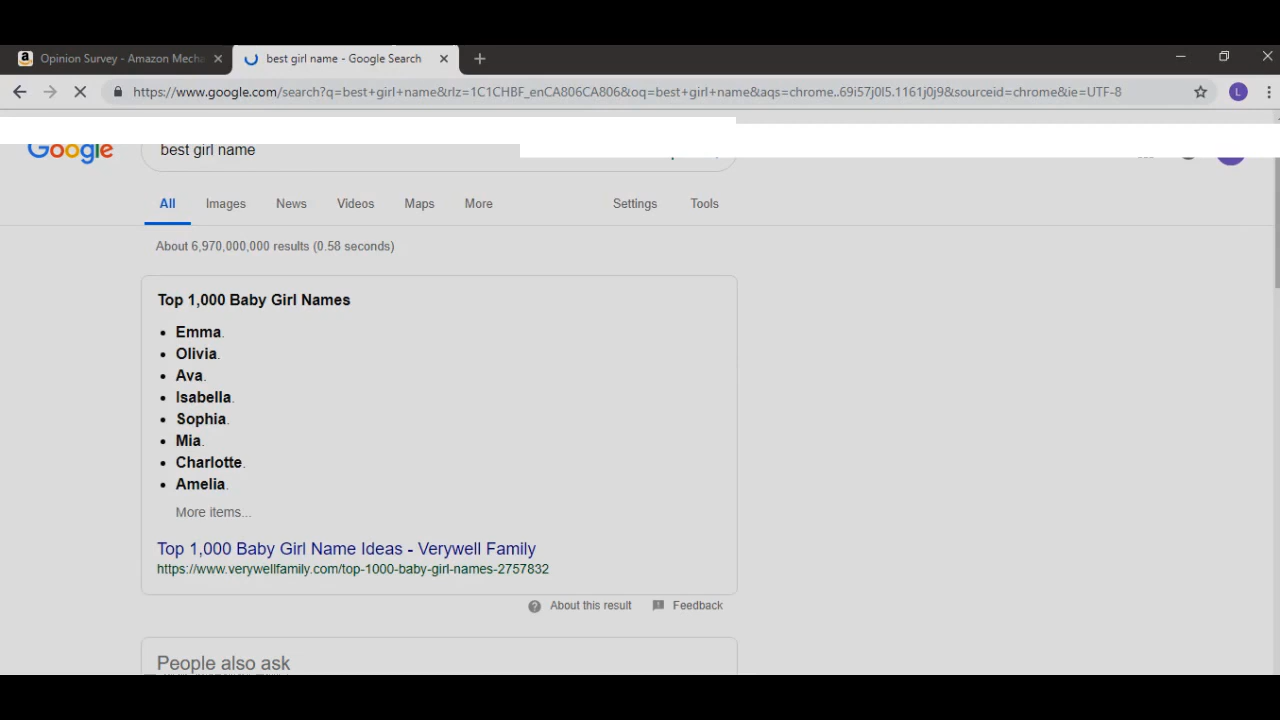 Opinion Survey - Amazon Mecha
best girl name - Google Search
https://www.google.com/search?q=best+girl+name&rlz=1C1CHBF_enCA806CA806&oq=best+girl+name&aqs=chrome..69i57j0l5.1161j0j9&sourceid=chrome&ie=UTF-8
L
Google
best girl name
All
Images
News
Videos
Maps
More
Settings
Tools
About 6,970,000,000 results (0.58 seconds)
Top 1,000 Baby Girl Names
• Emma.
• Olivia.
• Ava.
• Isabella.
• Sophia.
• Mia.
• Charlotte.
• Amelia.
More items...
Top 1,000 Baby Girl Name Ideas - Verywell Family
https://www.verywellfamily.com/top-1000-baby-girl-names-2757832
About this result
Feedback
People also ask